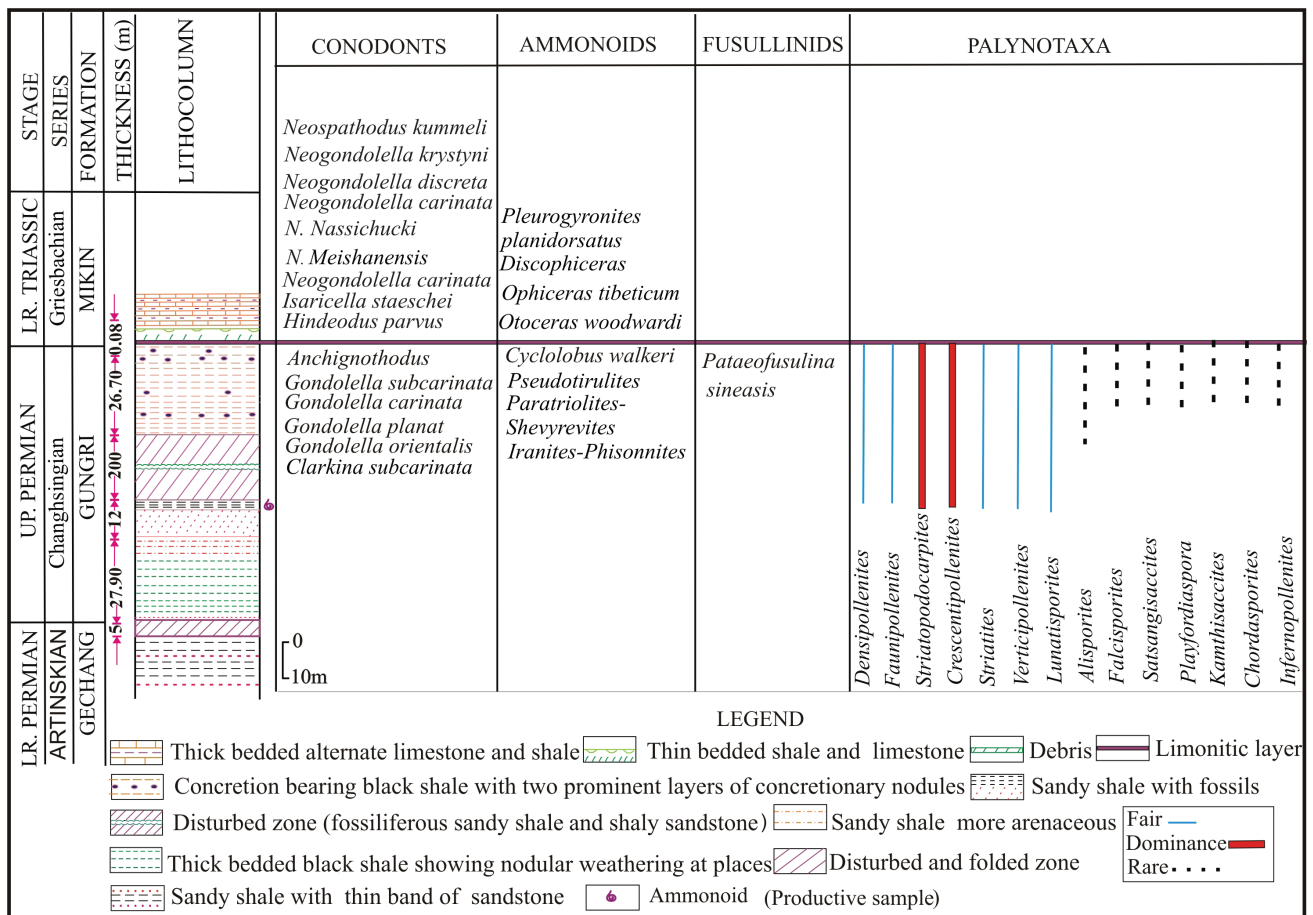 STAGE
SERIES
FORMATION
THICKNESS (m)
LITHOCOLUMN
CONODONTS
AMMONOIDS
FUSULLINIDS
PALYNOTAXA
LR. TRIASSIC
Griesbachian
MIKIN
0.08
Neospathodus kummeli
Neogondolella krystyni
Neogondolella discreta
Neogondolella carinata
N. Nassichucki
N. Meishanensis
Neogondolella carinata
Isaricella staeschei
Hindeodus parvus
Pleurogyronites
planidorsatus
Discophiceras
Ophiceras tibeticum
Otoceras woodwardi
UP. PERMIAN
Changhsingian
GUNGRI
26.70
200
12
27.90
5
Anchignothodus
Gondolella subcarinata
Gondolella carinata
Gondolella planat
Gondolella orientalis
Clarkina subcarinata
Cyclolobus walkeri
Pseudotirulites
Paratriolites-
Shevyrevites
Iranites-Phisonnites
Pataeofusulina
sineasis
Densipollenites
Faunipollenites
Striatopodocarpites
Crescentipollenites
Striatites
Verticipollenites
Lunatisporites
Alisporites
Falcisporites
Satsangisaccites
Playfordiaspora
Kamthisaccites
Chordasporites
Infernopollenites
LR. PERMIAN
ARTINSKIAN
GECHANG
0
10m
LEGEND
Thick bedded alternate limestone and shale
Thin bedded shale and limestone
Debris
Limonitic layer
Concretion bearing black shale with two prominent layers of concretionary nodules
Sandy shale with fossils
Disturbed zone (fossiliferous sandy shale and shaly sandstone)
Sandy shale more arenaceous
Thick bedded black shale showing nodular weathering at places
Disturbed and folded zone
Sandy shale with thin band of sandstone
Ammonoid (Productive sample)
Fair
Dominance
Rare